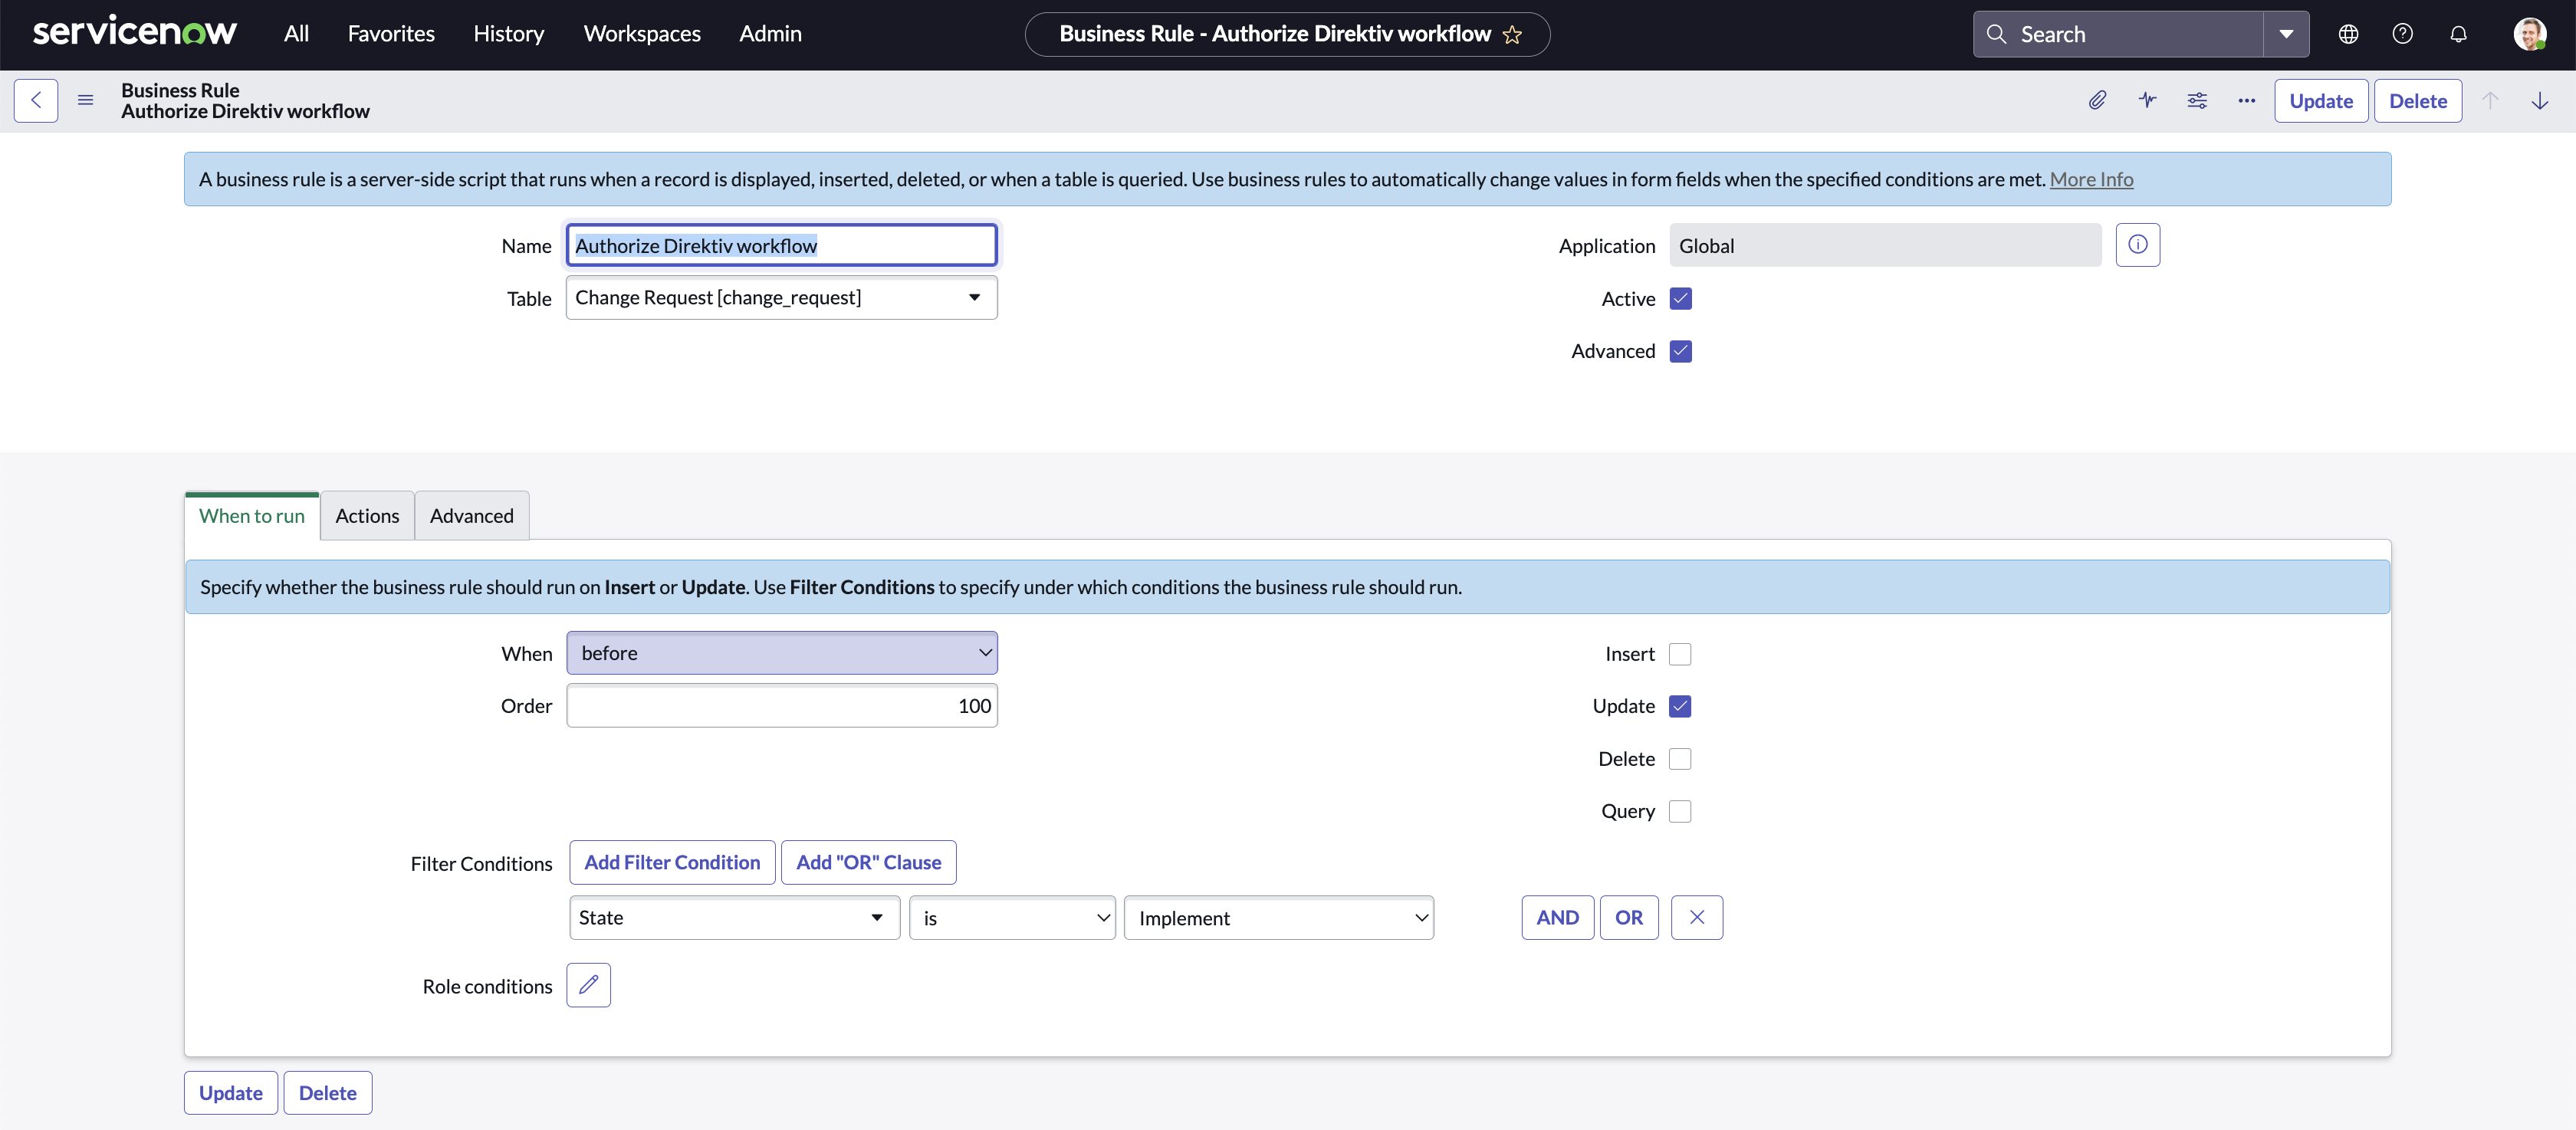 servicenow All Favorites History Workspaces Admin Business Rule - Authorize Direktiv workflow Search
Business Rule
Authorize Direktiv workflow
Update Delete
A business rule is a server-side script that runs when a record is displayed, inserted, deleted, or when a table is queried. Use business rules to automatically change values in form fields when the specified conditions are met. More Info
Name Authorize Direktiv workflow Application Global
Table Change Request [change_request] Active
Advanced
When to run Actions Advanced
Specify whether the business rule should run on Insert or Update. Use Filter Conditions to specify under which conditions the business rule should run.
When before Insert
Order 100 Update
Delete
Query
Filter Conditions Add Filter Condition Add "OR" Clause
State is Implement AND OR
Role conditions
Update Delete